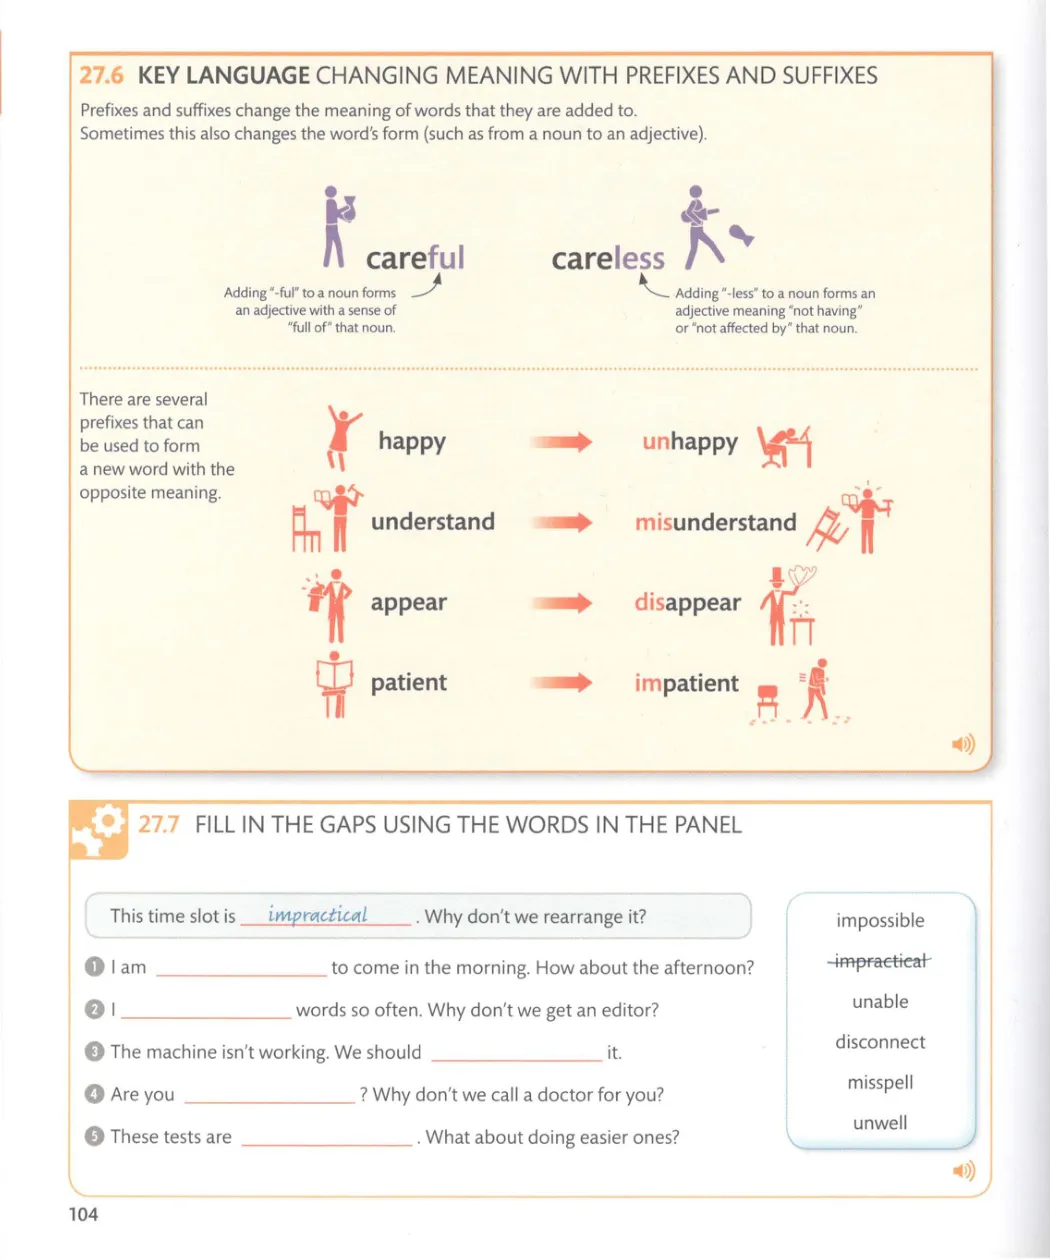 27.6 KEY LANGUAGE CHANGING MEANING WITH PREFIXES AND SUFFIXES
Prefixes and suffixes change the meaning of words that they are added to.
Sometimes this also changes the word's form (such as from a noun to an adjective).
careful
Adding "-ful" to a noun forms
an adjective with a sense of
"full of" that noun.
careless
Adding "-less" to a noun forms an
adjective meaning "not having"
or "not affected by" that noun.
There are several
prefixes that can
be used to form
a new word with the
opposite meaning.
happy unhappy
understand misunderstand
appear disappear
patient impatient
27.7 FILL IN THE GAPS USING THE WORDS IN THE PANEL
This time slot is impractical . Why don't we rearrange it?
1 I am ____ to come in the morning. How about the afternoon?
2 I ____ words so often. Why don't we get an editor?
3 The machine isn't working. We should ____ it.
4 Are you ____ ? Why don't we call a doctor for you?
5 These tests are ____ . What about doing easier ones?
impossible
impractical
unable
disconnect
misspell
unwell
104